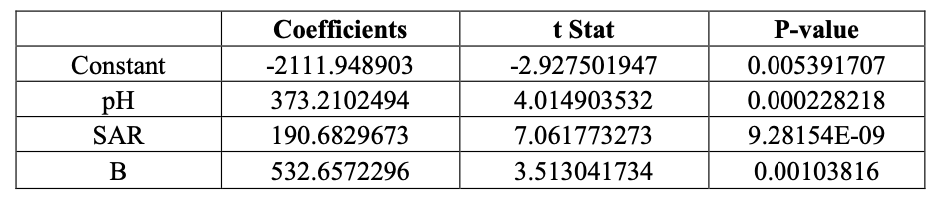 Coefficients t Stat P-value
Constant -2111.948903 -2.927501947 0.005391707
pH 373.2102494 4.014903532 0.000228218
SAR 190.6829673 7.061773273 9.28154E-09
B 532.6572296 3.513041734 0.00103816